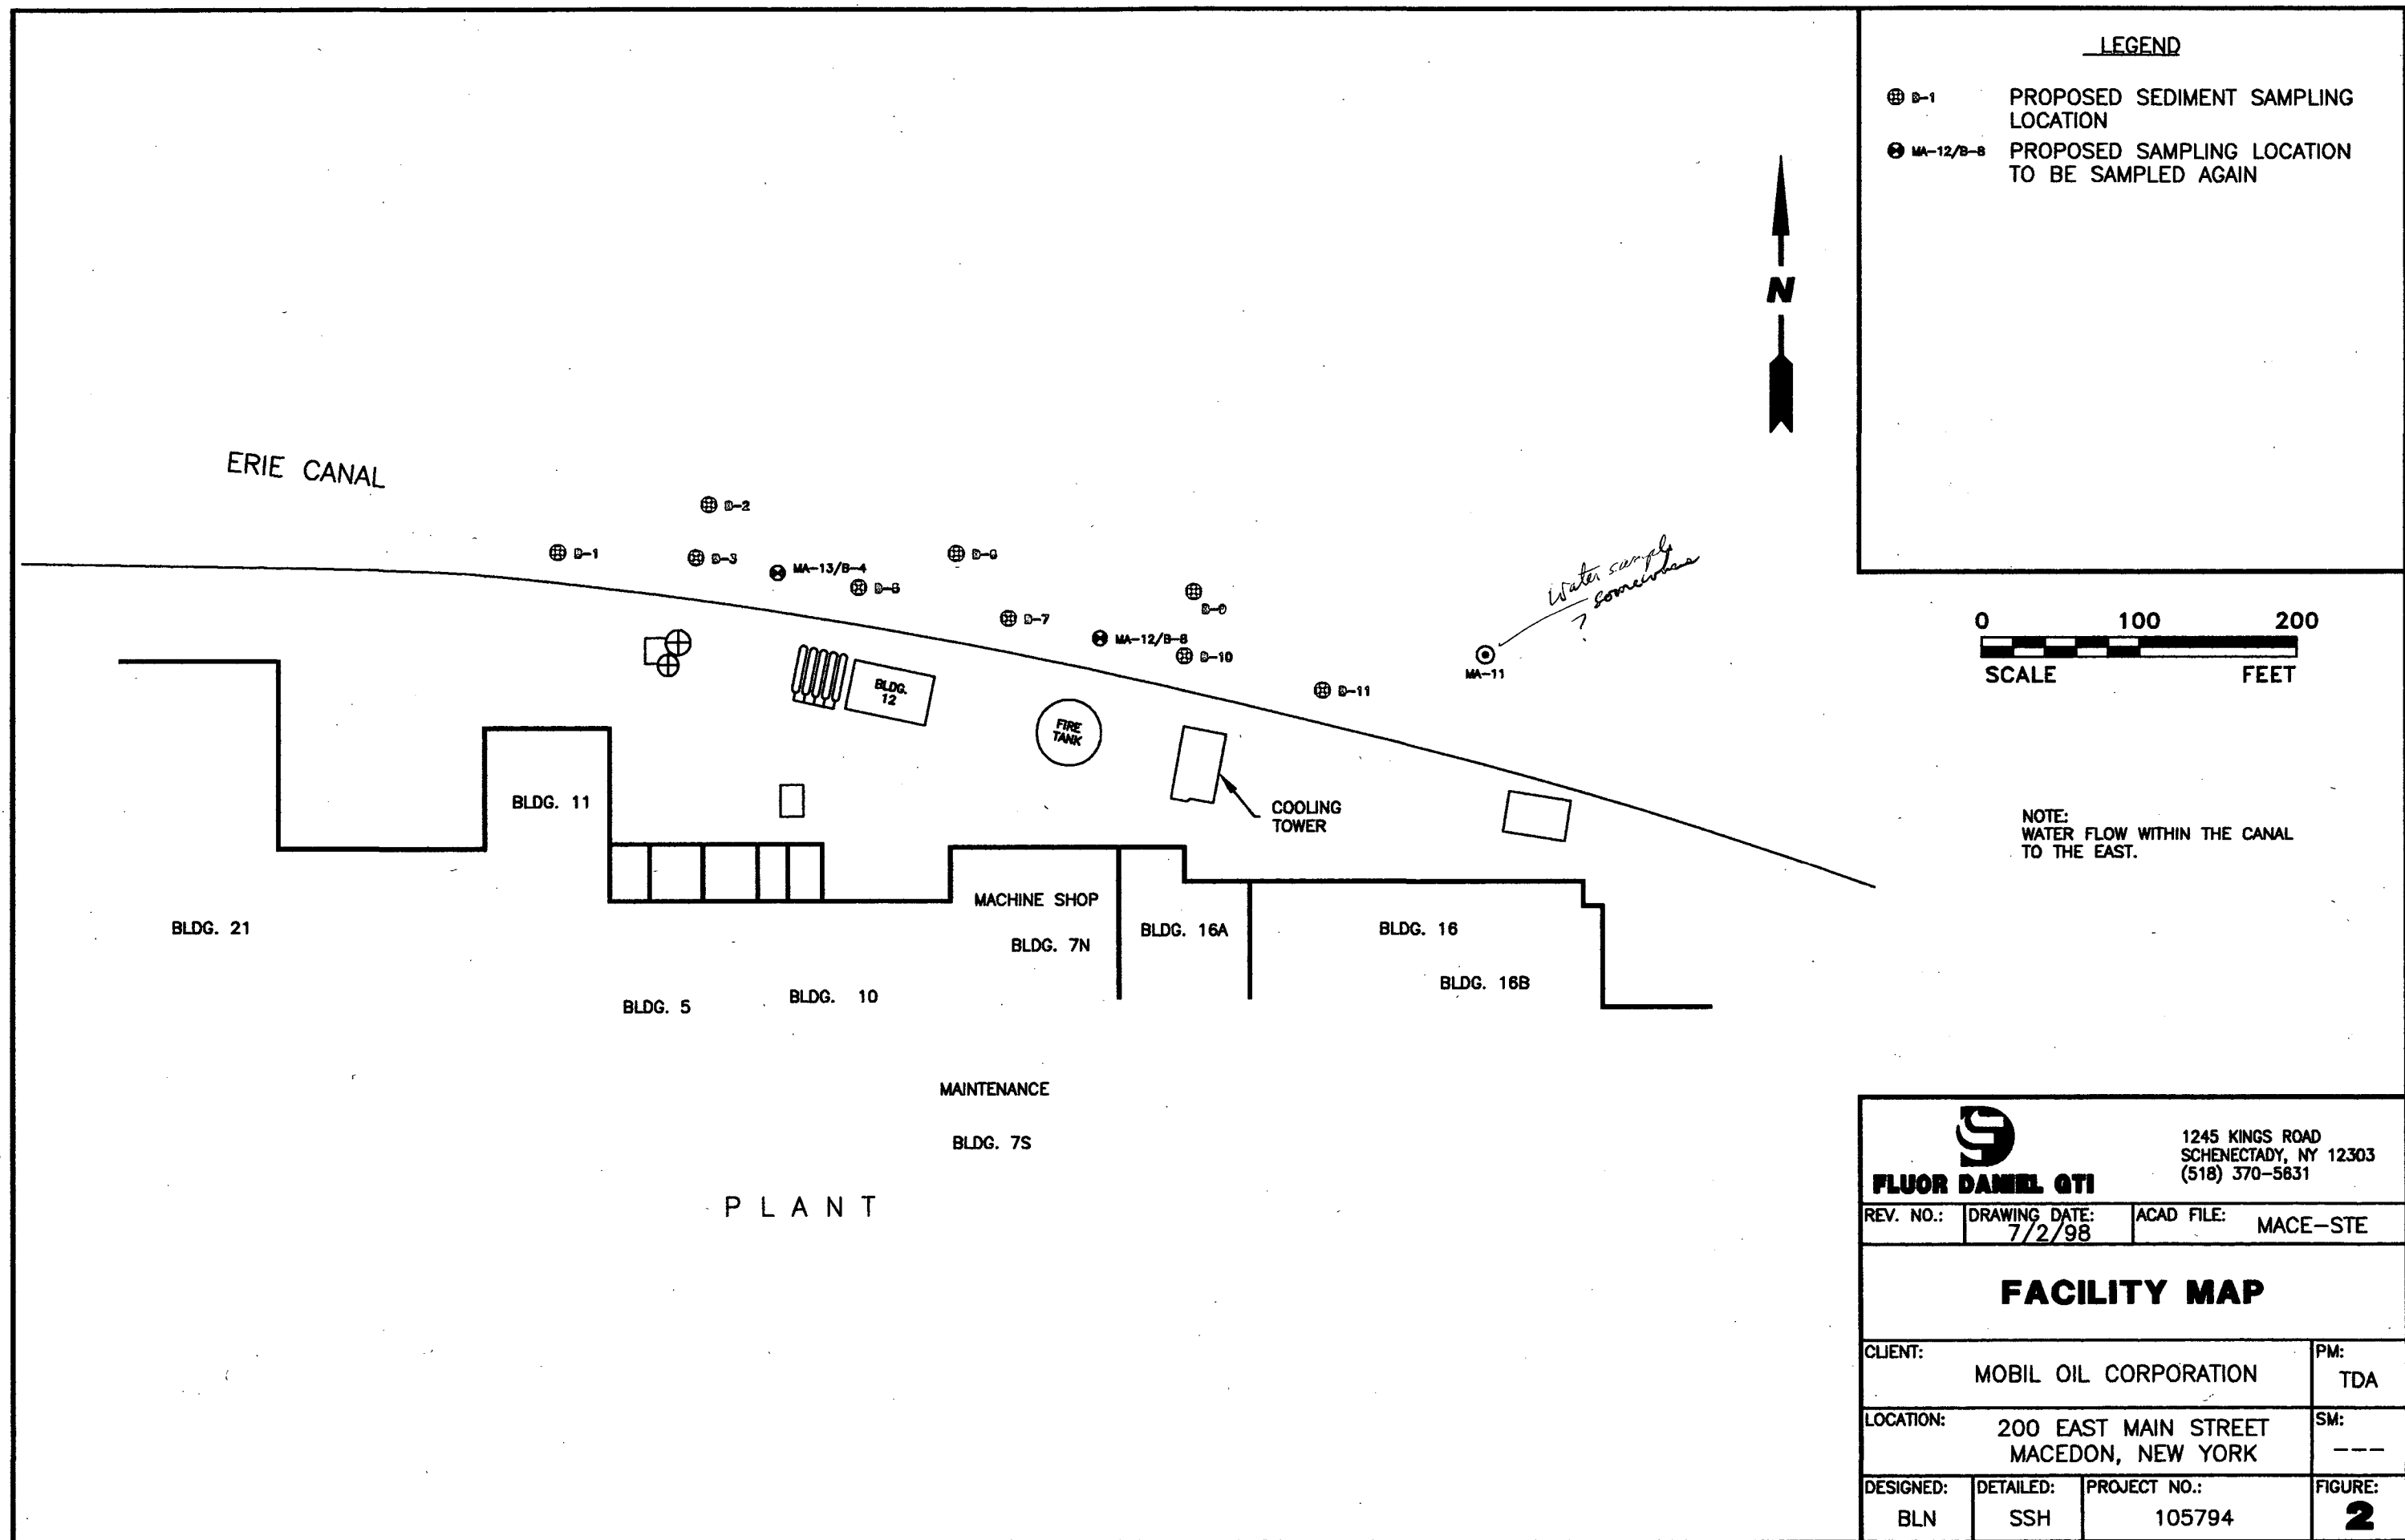 LEGEND
D-1 PROPOSED SEDIMENT SAMPLING
LOCATION
MA-12/B-8 PROPOSED SAMPLING LOCATION
TO BE SAMPLED AGAIN
N
ERIE CANAL
D-2
D-1
D-3
MA-13/B-4
D-7
MA-12/B-8
D-10
D-11
Water sample
? somewhere
MA-11
0 100 200
SCALE FEET
BLDG.
12
FIRE
TANK
COOLING
TOWER
NOTE:
WATER FLOW WITHIN THE CANAL
TO THE EAST.
BLDG. 11
BLDG. 21
MACHINE SHOP
BLDG. 7N
BLDG. 16A
BLDG. 16
BLDG. 16B
BLDG. 5
BLDG. 10
MAINTENANCE
BLDG. 7S
PLANT
FLUOR DANIEL GTI
1245 KINGS ROAD
SCHENECTADY, NY 12303
(518) 370-5631
REV. NO.:
DRAWING DATE:
7/2/98
ACAD FILE: MACE-STE
FACILITY MAP
CLIENT:
MOBIL OIL CORPORATION
PM:
TDA
LOCATION:
200 EAST MAIN STREET
MACEDON, NEW YORK
SM:
---
DESIGNED:
BLN
DETAILED:
SSH
PROJECT NO.:
105794
FIGURE:
2